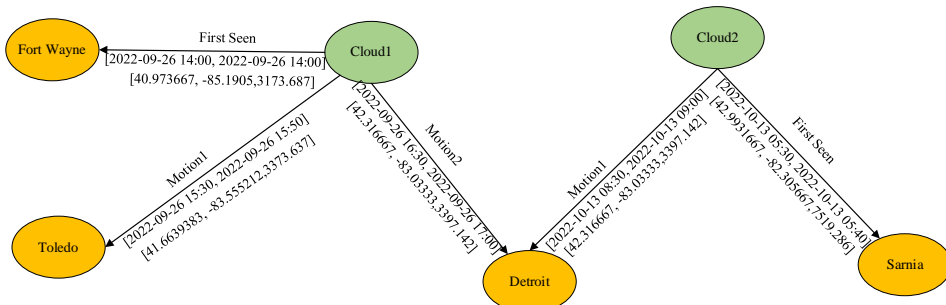 Fort Wayne
First Seen
[2022-09-26 14:00, 2022-09-26 14:00]
[40.973667, -85.1905,3173.687]
Cloud1
Cloud2
Motion1
[2022-09-26 15:30, 2022-09-26 15:50]
[41.6639383, -83.555212,3373.637]
Motion2
[2022-09-26 16:30, 2022-09-26 17:00]
[42.316667, -83.03333,3397.142]
Motion1
[2022-10-13 08:30, 2022-10-13 09:00]
[42.316667, -83.03333,3397.142]
First Seen
[2022-10-13 05:30, 2022-10-13 05:40]
[42.9931667, -82.305667,7519.286]
Toledo
Detroit
Sarnia